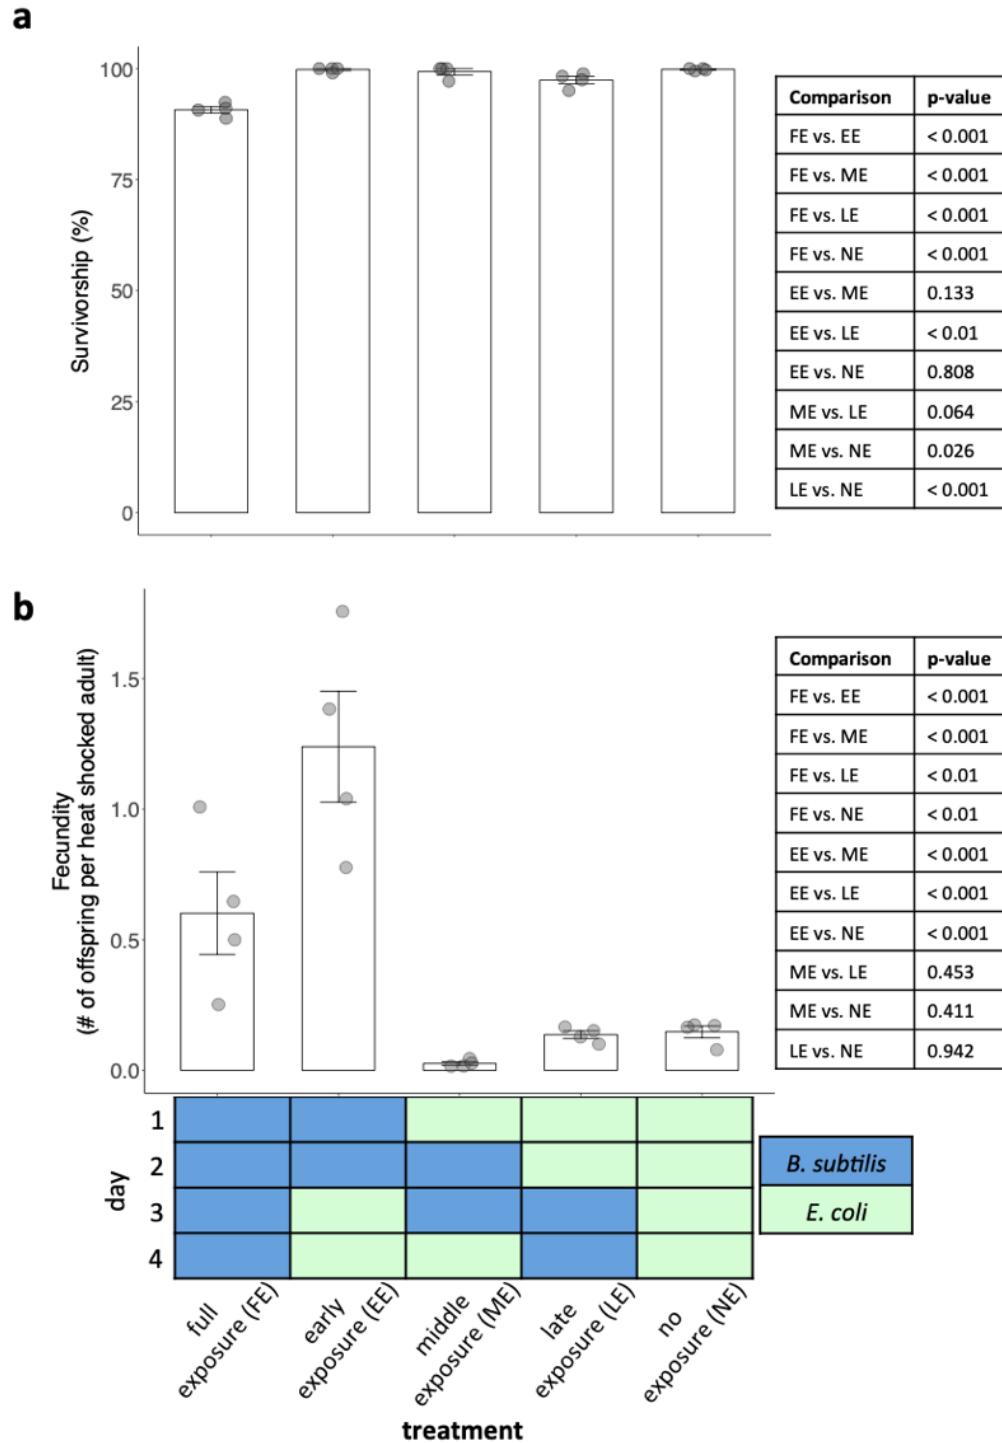 a
100
75
50
25
0
Survivorship (%)
Comparison p-value
FE vs. EE < 0.001
FE vs. ME < 0.001
FE vs. LE < 0.001
FE vs. NE < 0.001
EE vs. ME 0.133
EE vs. LE < 0.01
EE vs. NE 0.808
ME vs. LE 0.064
ME vs. NE 0.026
LE vs. NE < 0.001
b
1.5
1.0
0.5
0.0
Fecundity
(# of offspring per heat shocked adult)
Comparison p-value
FE vs. EE < 0.001
FE vs. ME < 0.001
FE vs. LE < 0.01
FE vs. NE < 0.01
EE vs. ME < 0.001
EE vs. LE < 0.001
EE vs. NE < 0.001
ME vs. LE 0.453
ME vs. NE 0.411
LE vs. NE 0.942
day
1
2
3
4
B. subtilis
E. coli
full
exposure (FE)
early
exposure (EE)
middle
exposure (ME)
late
exposure (LE)
no
exposure (NE)
treatment